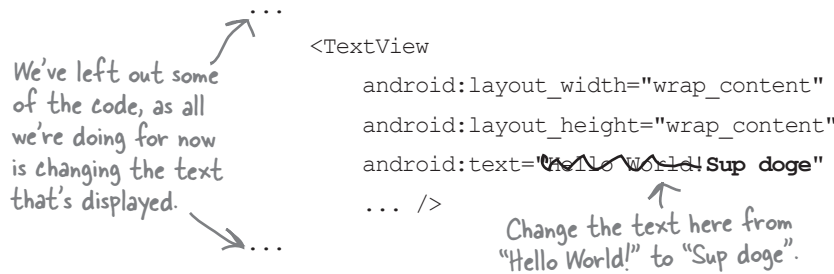 ...
<TextView
We've left out some
of the code, as all
we're doing for now
is changing the text
that's displayed.
android:layout_width="wrap_content"
android:layout_height="wrap_content"
android:text="Hello World!Sup doge"
... />
...
Change the text here from
"Hello World!" to "Sup doge".